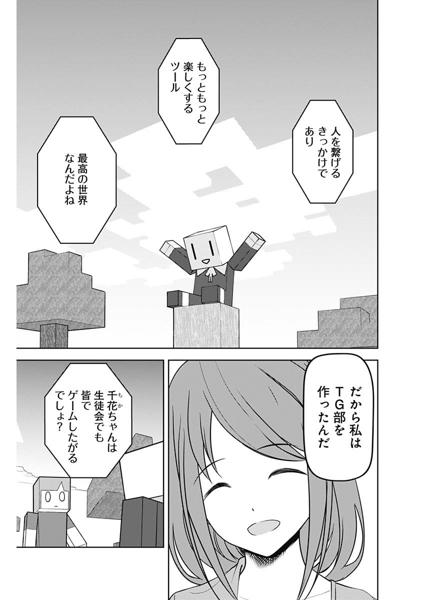 人を繋げる
きっかけで
あり
もっともっと
楽しくする
ツール
最高の世界
なんだよね
だから私は
TG部を
作ったんだ
千花ちゃんは
ちか
生徒会でも
皆で
ゲームしたがる
でしょ?